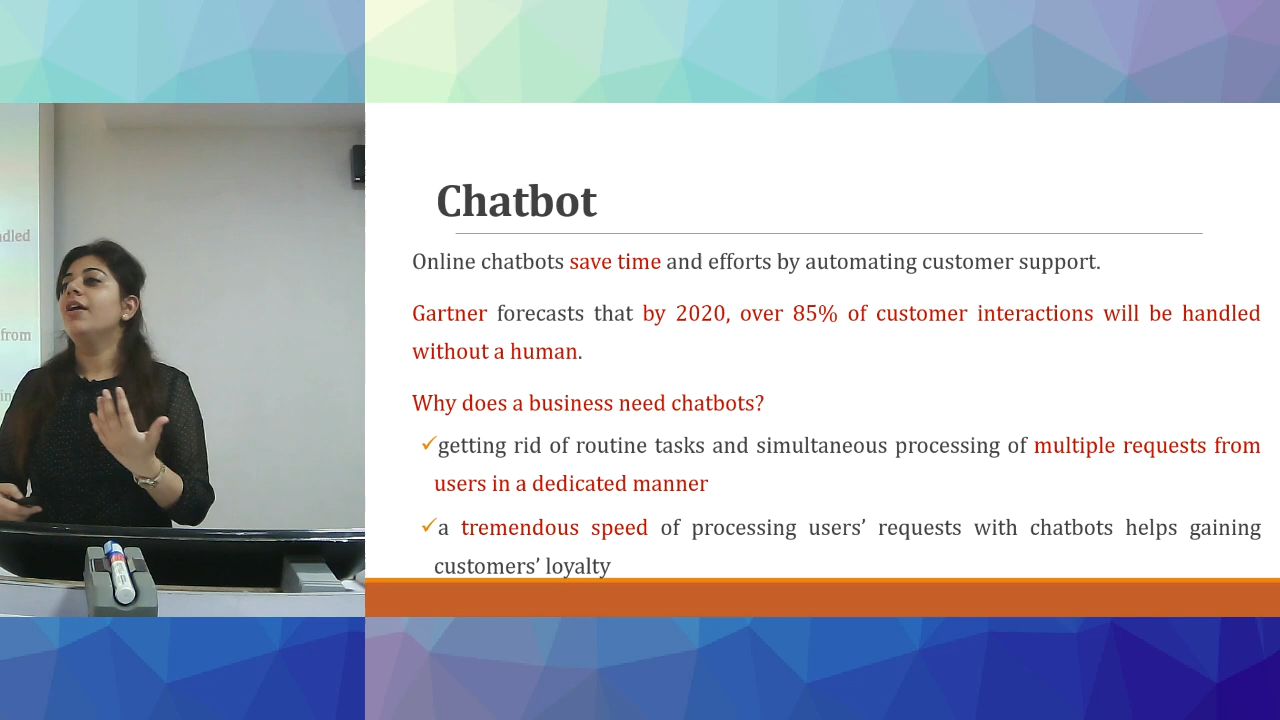 Chatbot
Online chatbots save time and efforts by automating customer support.
Gartner forecasts that by 2020, over 85% of customer interactions will be handled
without a human.
Why does a business need chatbots?
✓getting rid of routine tasks and simultaneous processing of multiple requests from
users in a dedicated manner
✓a tremendous speed of processing users’ requests with chatbots helps gaining
customers’ loyalty
ndled
from
in